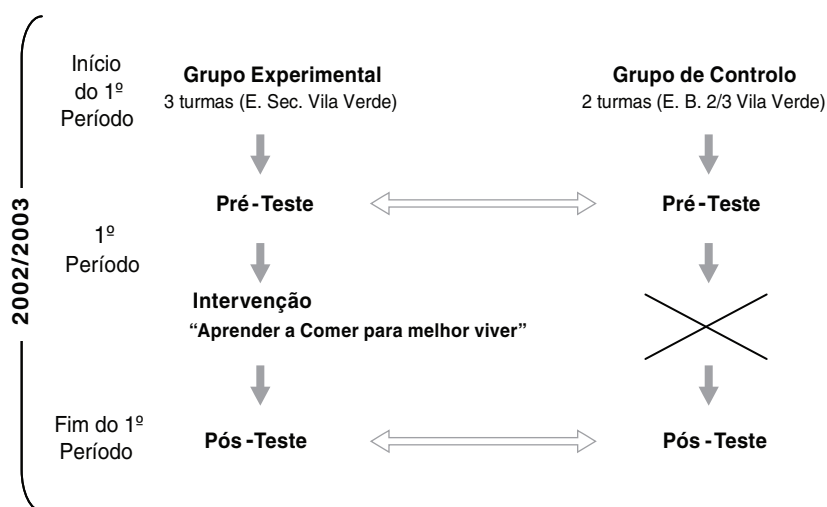 2002/2003
Início
do 1º
Período
Grupo Experimental
3 turmas (E. Sec. Vila Verde)
Grupo de Controlo
2 turmas (E. B. 2/3 Vila Verde)
1º
Período
Pré-Teste
Pré-Teste
Intervenção
“Aprender a Comer para melhor viver”
Fim do 1º
Período
Pós-Teste
Pós-Teste